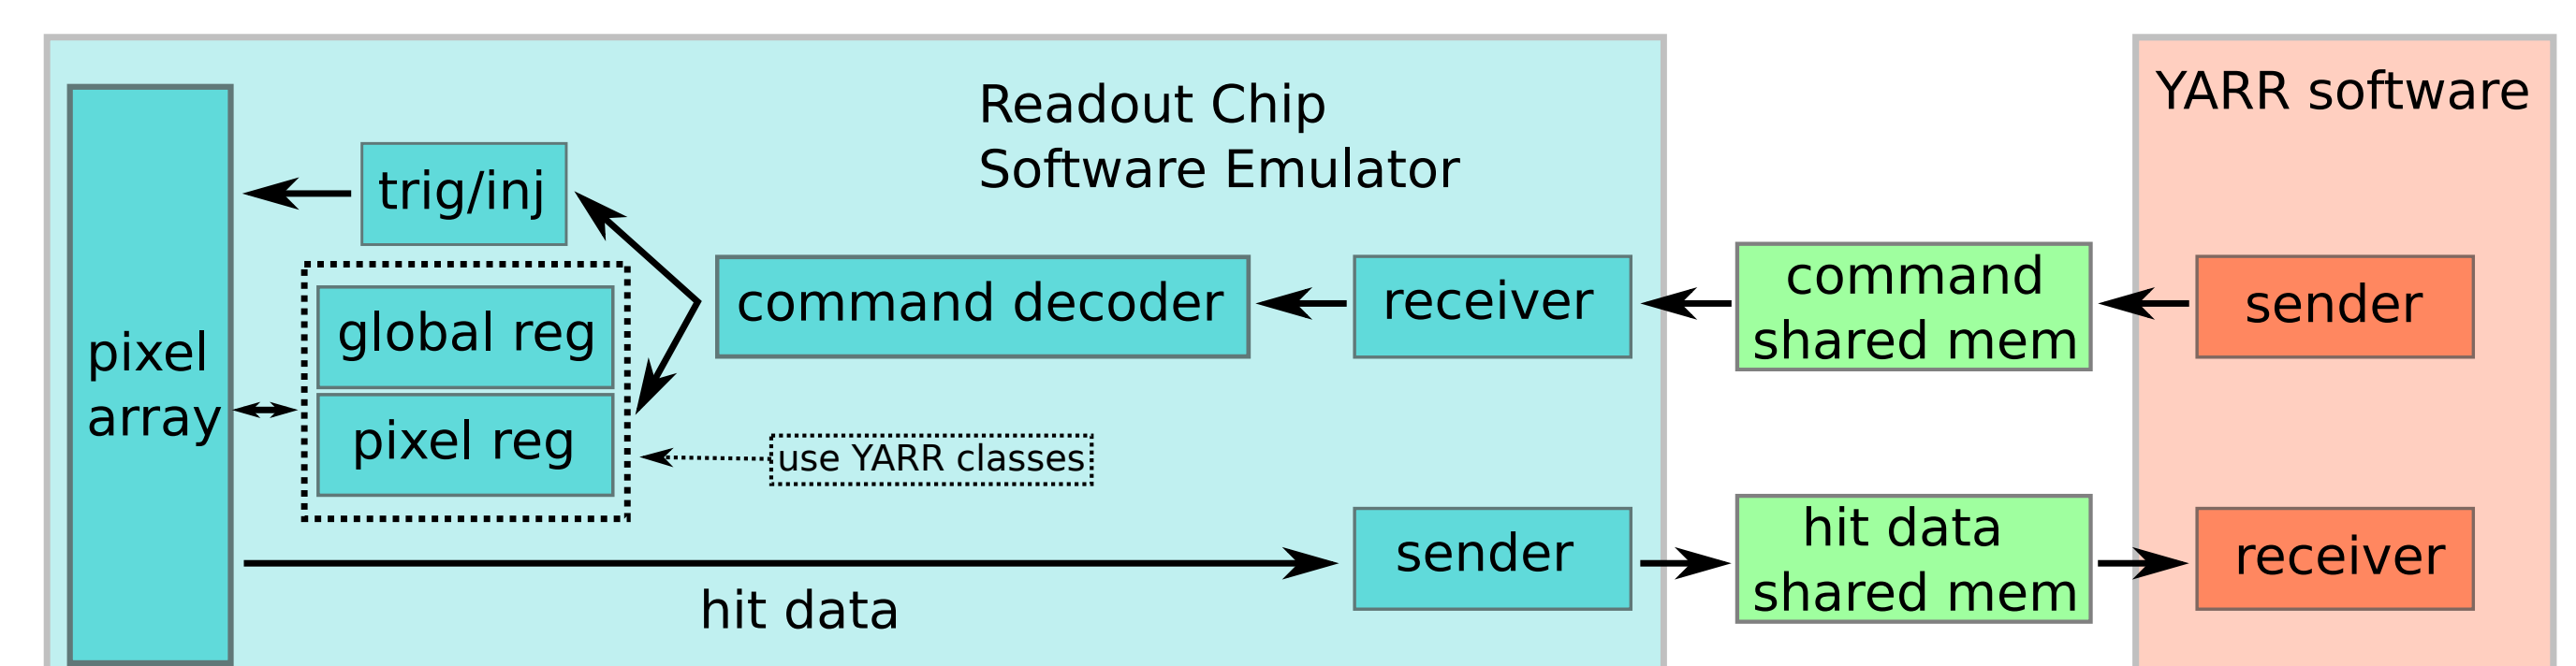 Readout Chip
Software Emulator
YARR software
trig/inj
global reg
pixel reg
pixel
array
command decoder
receiver
command
shared mem
sender
use YARR classes
hit data
sender
hit data
shared mem
receiver